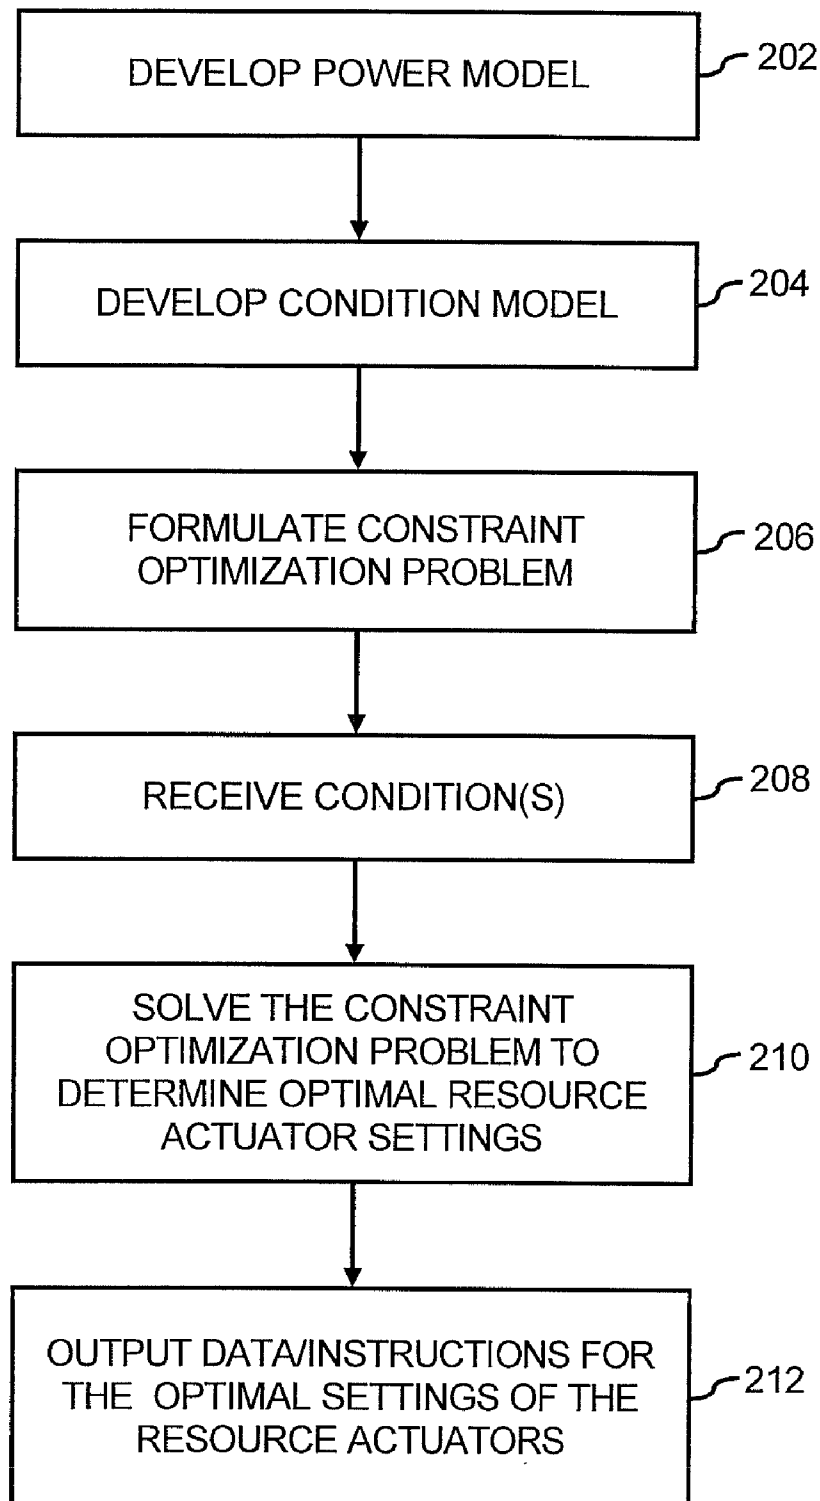 DEVELOP POWER MODEL
202
DEVELOP CONDITION MODEL
204
FORMULATE CONSTRAINT
OPTIMIZATION PROBLEM
206
RECEIVE CONDITION(S)
208
SOLVE THE CONSTRAINT
OPTIMIZATION PROBLEM TO
DETERMINE OPTIMAL RESOURCE
ACTUATOR SETTINGS
210
OUTPUT DATA/INSTRUCTIONS FOR
THE OPTIMAL SETTINGS OF THE
RESOURCE ACTUATORS
212